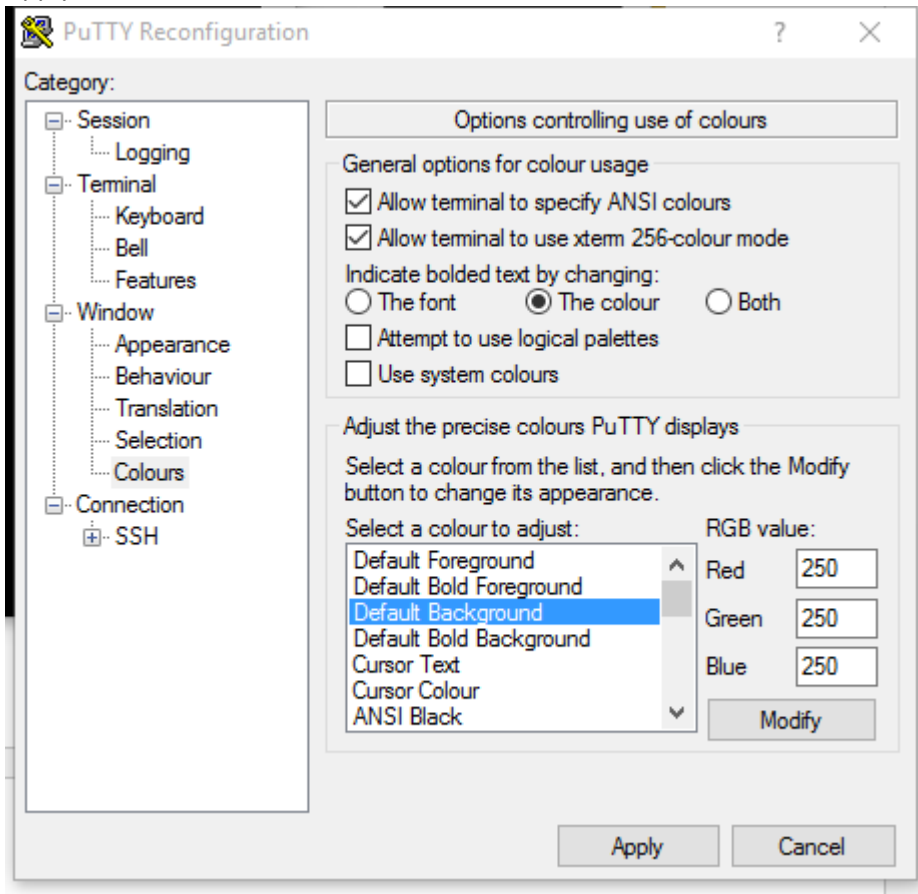 PuTTY Reconfiguration
?
Category:
Session
Logging
Terminal
Keyboard
Bell
Features
Window
Appearance
Behaviour
Translation
Selection
Colours
Connection
SSH
Options controlling use of colours
General options for colour usage
Allow terminal to specify ANSI colours
Allow terminal to use xterm 256-colour mode
Indicate bolded text by changing:
The font The colour Both
Attempt to use logical palettes
Use system colours
Adjust the precise colours PuTTY displays
Select a colour from the list, and then click the Modify
button to change its appearance.
Select a colour to adjust:
Default Foreground
Default Bold Foreground
Default Background
Default Bold Background
Cursor Text
Cursor Colour
ANSI Black
RGB value:
Red 250
Green 250
Blue 250
Modify
Apply Cancel